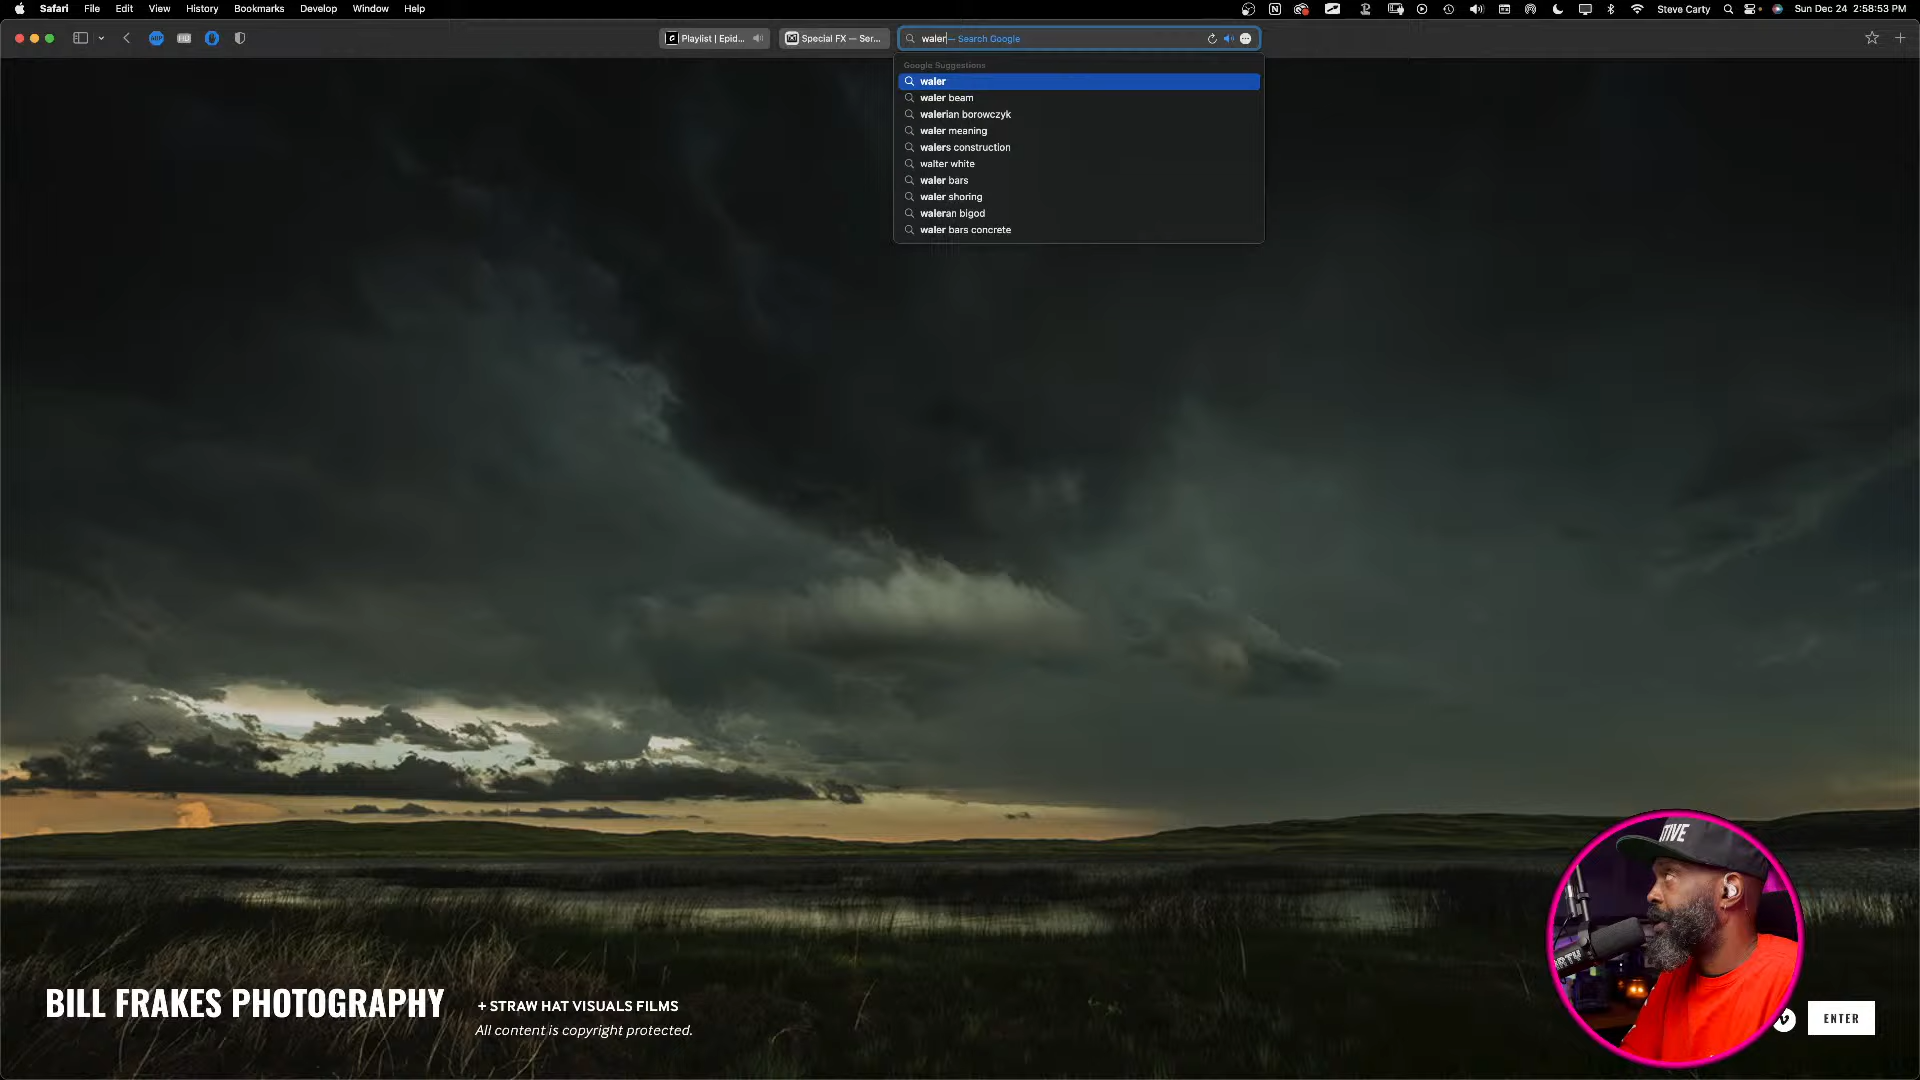 Safari File Edit View History Bookmarks Develop Window Help Steve Carty Sun Dec 24 2:58:53 PM
Playlist | Epid... Special FX — Ser... waler — Search Google
Google Suggestions
waler
waler beam
walerian borowczyk
waler meaning
walers construction
walter white
waler bars
waler shoring
waleran bigod
waler bars concrete
MVE
BILL FRAKES PHOTOGRAPHY + STRAW HAT VISUALS FILMS
All content is copyright protected.
ENTER